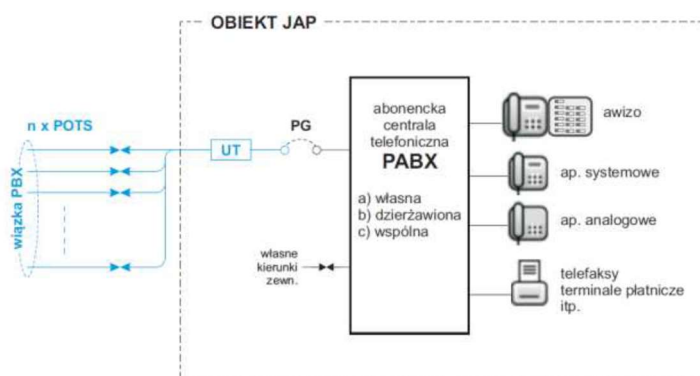 OBIEKT JAP
n x POTS
wiązka PBX
UT
PG
abonencka
centrala
telefoniczna
PABX
a) własna
b) dzierżawiona
c) wspólna
własne
kierunki
zewn.
awizo
ap. systemowe
ap. analogowe
telefaksy
terminale płatnicze
itp.